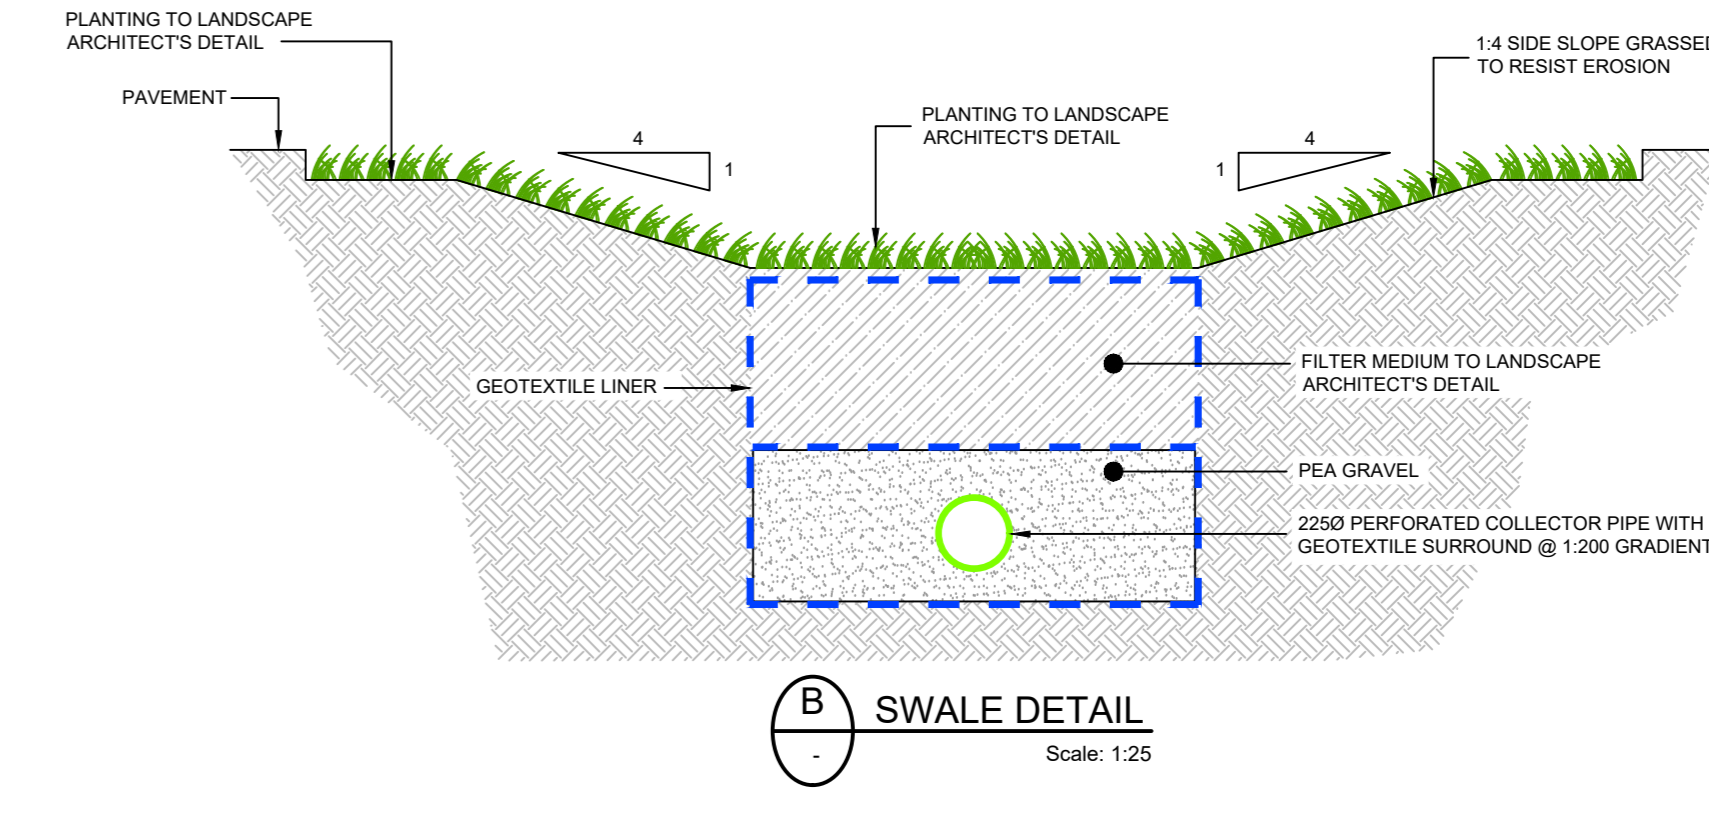 PLANTING TO LANDSCAPE
ARCHITECT'S DETAIL
PAVEMENT
4
1
PLANTING TO LANDSCAPE
ARCHITECT'S DETAIL
1
4
1:4 SIDE SLOPE GRASSED
TO RESIST EROSION
GEOTEXTILE LINER
FILTER MEDIUM TO LANDSCAPE
ARCHITECT'S DETAIL
PEA GRAVEL
225Ø PERFORATED COLLECTOR PIPE WITH
GEOTEXTILE SURROUND @ 1:200 GRADIENT
B
-
SWALE DETAIL
Scale: 1:25